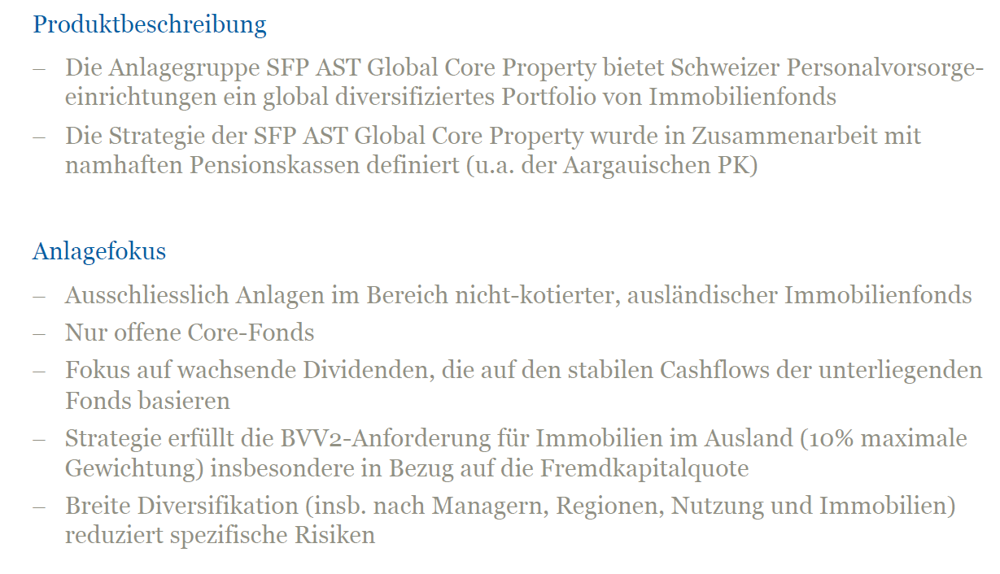 Produktbeschreibung
– Die Anlagegruppe SFP AST Global Core Property bietet Schweizer Personalvorsorge-
einrichtungen ein global diversifiziertes Portfolio von Immobilienfonds
– Die Strategie der SFP AST Global Core Property wurde in Zusammenarbeit mit
namhaften Pensionskassen definiert (u.a. der Aargauischen PK)
Anlagefokus
– Ausschliesslich Anlagen im Bereich nicht-kotierter, ausländischer Immobilienfonds
– Nur offene Core-Fonds
– Fokus auf wachsende Dividenden, die auf den stabilen Cashflows der unterliegenden
Fonds basieren
– Strategie erfüllt die BVV2-Anforderung für Immobilien im Ausland (10% maximale
Gewichtung) insbesondere in Bezug auf die Fremdkapitalquote
– Breite Diversifikation (insb. nach Managern, Regionen, Nutzung und Immobilien)
reduziert spezifische Risiken